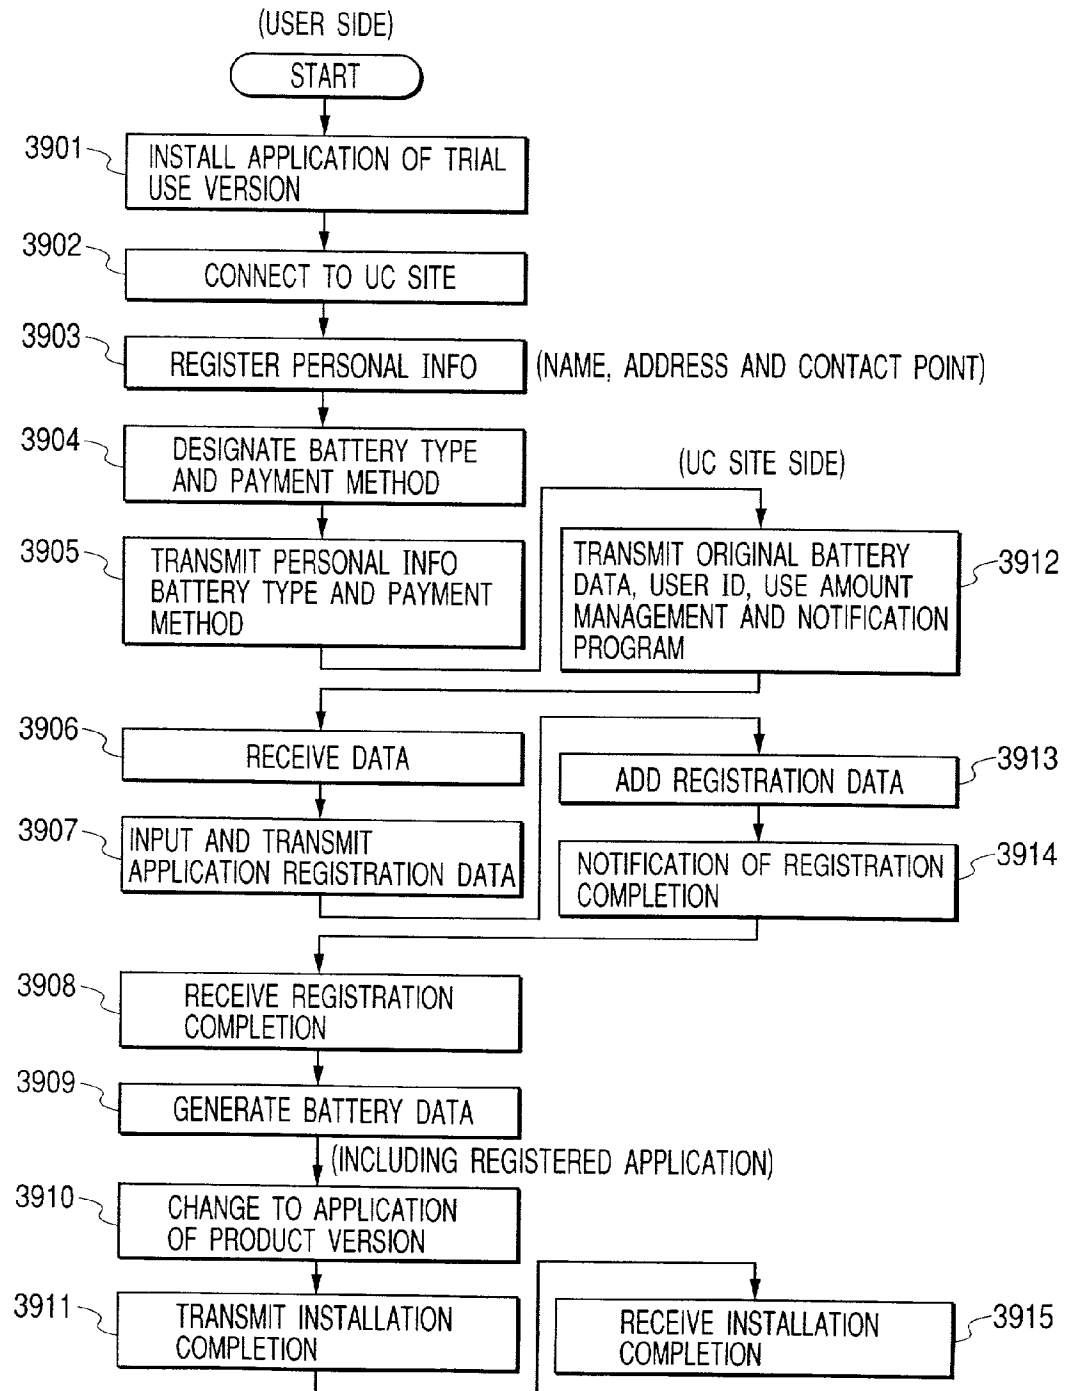 (USER SIDE)
START
3901
INSTALL APPLICATION OF TRIAL
USE VERSION
3902
CONNECT TO UC SITE
3903
REGISTER PERSONAL INFO
(NAME, ADDRESS AND CONTACT POINT)
3904
DESIGNATE BATTERY TYPE
AND PAYMENT METHOD
(UC SITE SIDE)
3905
TRANSMIT PERSONAL INFO
BATTERY TYPE AND PAYMENT
METHOD
TRANSMIT ORIGINAL BATTERY
DATA, USER ID, USE AMOUNT
MANAGEMENT AND NOTIFICATION
PROGRAM
3912
3906
RECEIVE DATA
ADD REGISTRATION DATA
3913
3907
INPUT AND TRANSMIT
APPLICATION REGISTRATION DATA
NOTIFICATION OF REGISTRATION
COMPLETION
3914
3908
RECEIVE REGISTRATION
COMPLETION
3909
GENERATE BATTERY DATA
(INCLUDING REGISTERED APPLICATION)
3910
CHANGE TO APPLICATION
OF PRODUCT VERSION
3911
TRANSMIT INSTALLATION
COMPLETION
RECEIVE INSTALLATION
COMPLETION
3915